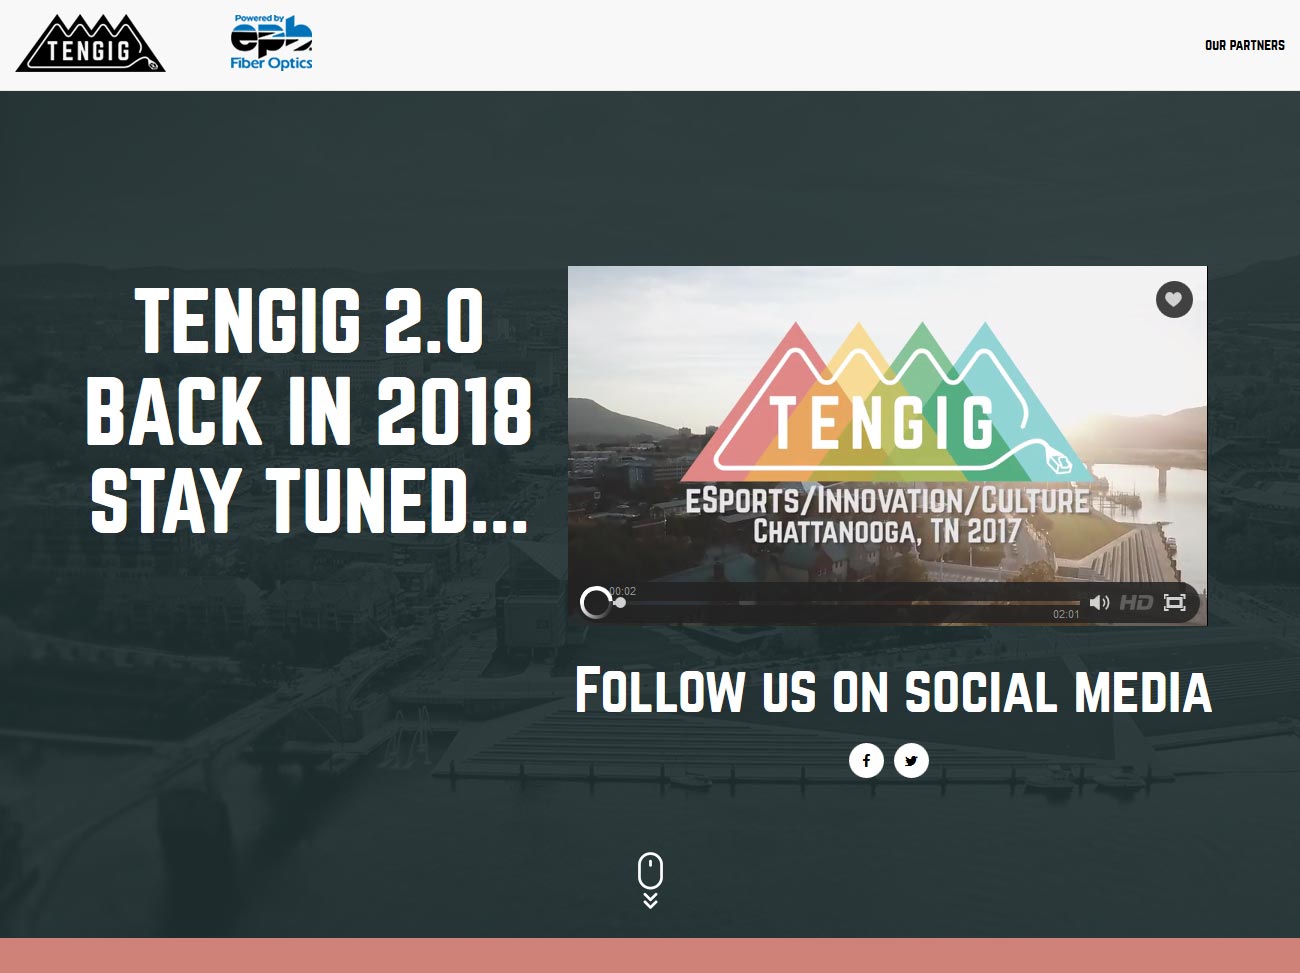 TENGIG
Powered by
epb
Fiber Optics
OUR PARTNERS
TENGIG 2.0
BACK IN 2018
STAY TUNED...
TENGIG
eSports/Innovation/Culture
Chattanooga, TN 2017
00:02
02:01
HD
Follow us on social media